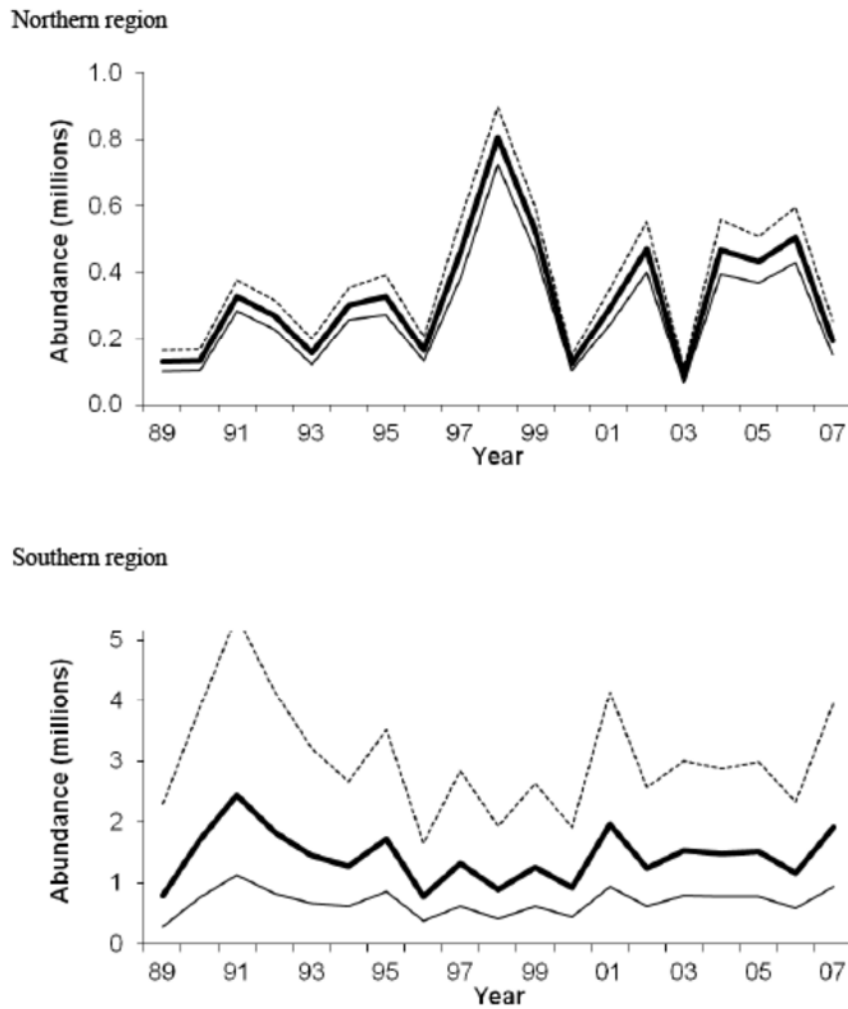 Northern region
1.0
0.8
0.6
0.4
0.2
0.0
Abundance (millions)
89 91 93 95 97 99 01 03 05 07
Year
Southern region
5
4
3
2
1
0
Abundance (millions)
89 91 93 95 97 99 01 03 05 07
Year